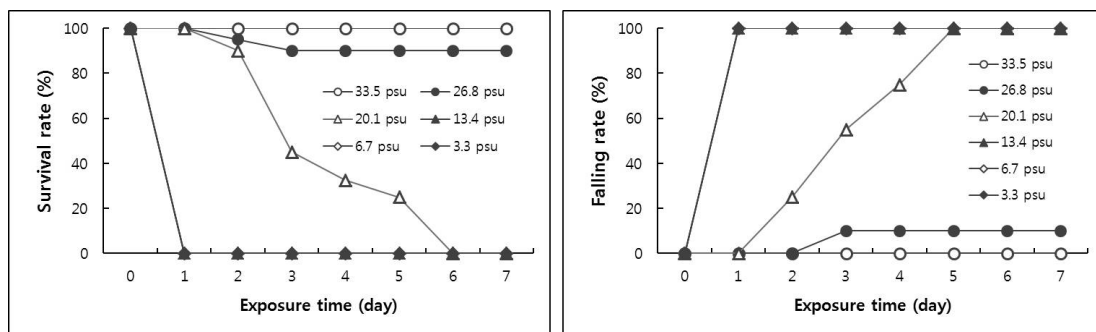 Survival rate (%)
100
80
60
40
20
0
33.5 psu
26.8 psu
20.1 psu
13.4 psu
6.7 psu
3.3 psu
0 1 2 3 4 5 6 7
Exposure time (day)
Falling rate (%)
100
80
60
40
20
0
33.5 psu
26.8 psu
20.1 psu
13.4 psu
6.7 psu
3.3 psu
0 1 2 3 4 5 6 7
Exposure time (day)